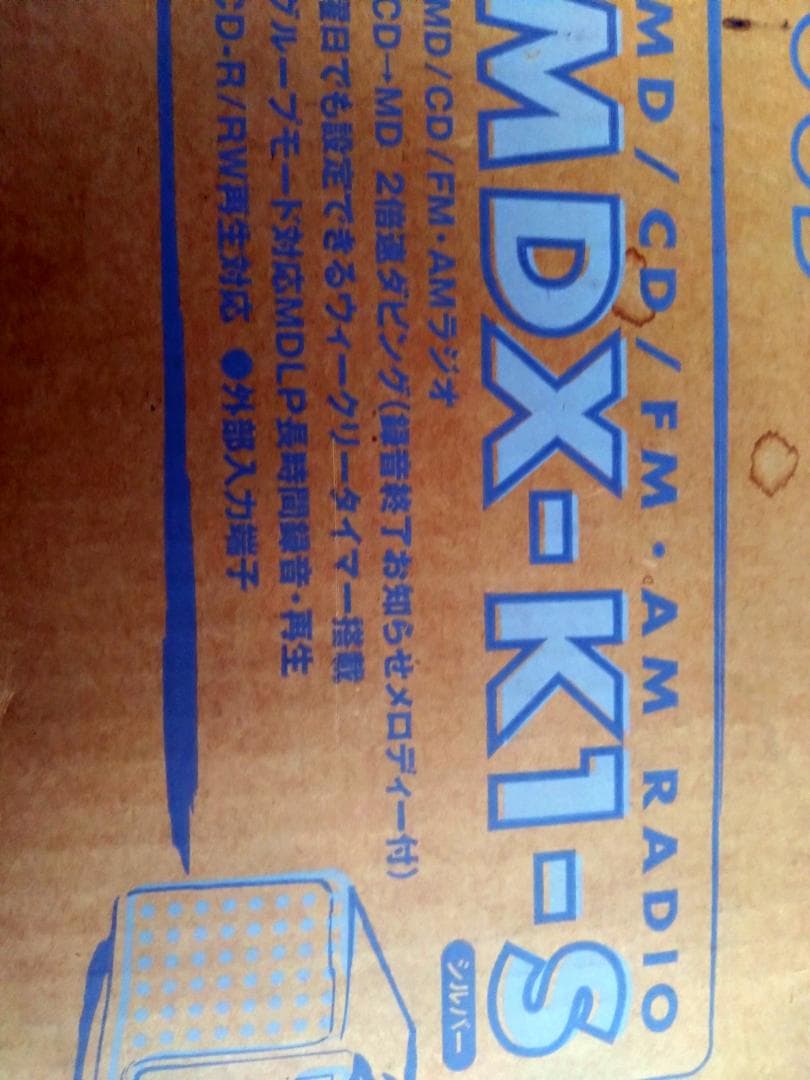 MD/CD/FM・AM RADIO
MDX-K1-S
シルバー
MD/CD/FM・AMラジオ
CD→MD 2倍速ダビング(録音終了お知らせメロディー付)
曜日でも設定できるウィークリータイマー搭載
グループモード対応MDLP長時間録音・再生
CD-R/RW再生対応 ●外部入力端子